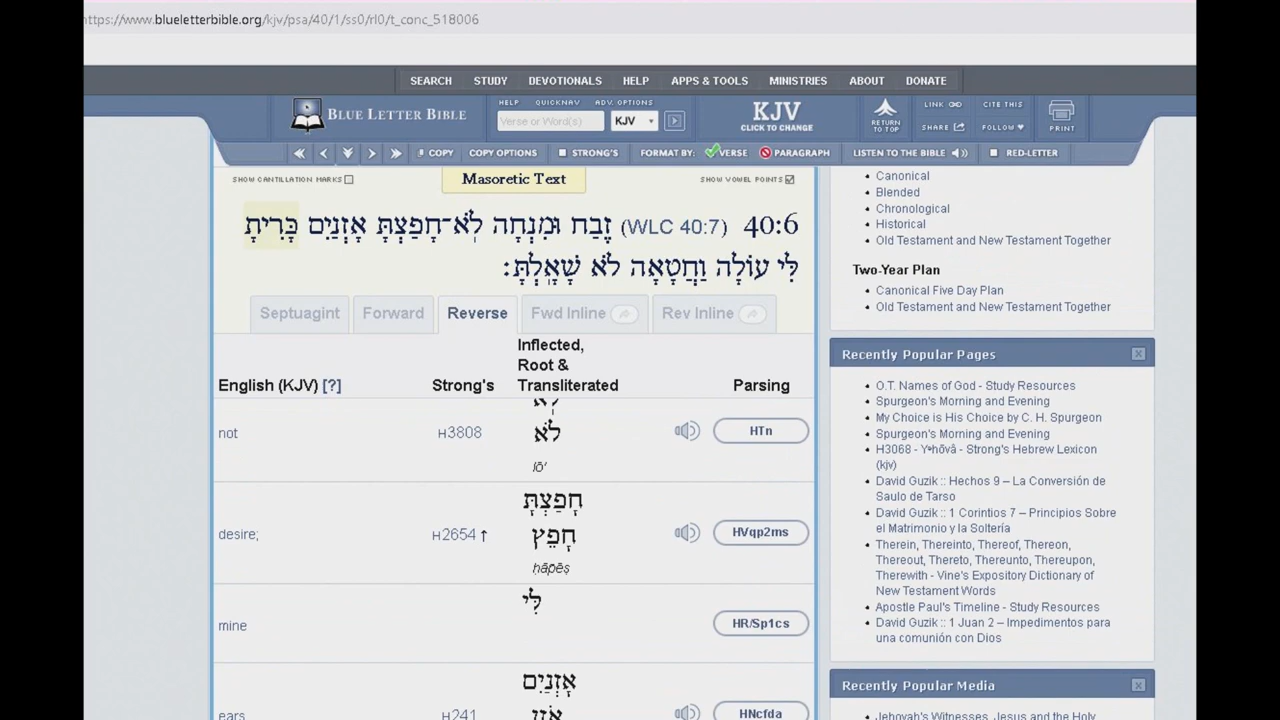 https://www.blueletterbible.org/kjv/psa/40/1/ss0/rl0/t_conc_518006
SEARCH STUDY DEVOTIONALS HELP APPS & TOOLS MINISTRIES ABOUT DONATE
BLUE LETTER BIBLE
HELP QUICKNAV ADV. OPTIONS
Verse or Word(s) KJV
KJV
CLICK TO CHANGE
RETURN
TO TOP
LINK CITE THIS
SHARE FOLLOW
PRINT
COPY COPY OPTIONS STRONG'S FORMAT BY: VERSE PARAGRAPH LISTEN TO THE BIBLE RED-LETTER
SHOW CANTILLATION MARKS Masoretic Text SHOW VOWEL POINTS
40:6 (WLC 40:7) זֶבַח וּמִנְחָה לֹֽא־חָפַצְתָּ אָזְנַיִם כָּרִיתָ
לִּי עוֹלָה וַחֲטָאָה לֹא שָׁאָֽלְתָּ׃
Septuagint Forward Reverse Fwd Inline Rev Inline
English (KJV) [?] Strong's Inflected, Root & Transliterated Parsing
not H3808 לֹא HTn
lō'
desire; H2654 חָפַצְתָּ HVqp2ms
חָפֵץ
ḥāp̄ēṣ
mine לִּי HR/Sp1cs
ears H241 אָזְנַיִם HNcfda
אֹזֶן
Canonical
Blended
Chronological
Historical
Old Testament and New Testament Together
Two-Year Plan
Canonical Five Day Plan
Old Testament and New Testament Together
Recently Popular Pages
O.T. Names of God - Study Resources
Spurgeon's Morning and Evening
My Choice is His Choice by C. H. Spurgeon
Spurgeon's Morning and Evening
H3068 - Yᵊhōvâ - Strong's Hebrew Lexicon
(kjv)
David Guzik :: Hechos 9 – La Conversión de
Saulo de Tarso
David Guzik :: 1 Corintios 7 – Principios Sobre
el Matrimonio y la Soltería
Therein, Thereinto, Thereof, Thereon,
Thereout, Thereto, Thereunto, Thereupon,
Therewith - Vine's Expository Dictionary of
New Testament Words
Apostle Paul's Timeline - Study Resources
David Guzik :: 1 Juan 2 – Impedimentos para
una comunión con Dios
Recently Popular Media
Jehovah's Witnesses, Jesus and the Holy